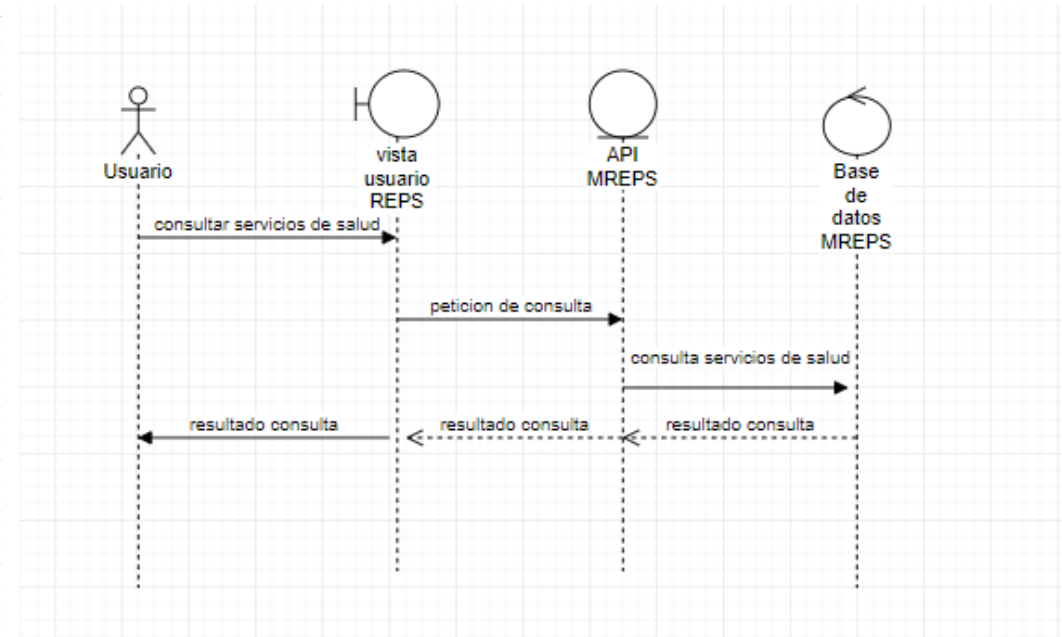 Usuario
vista
usuario
REPS
API
MREPS
Base
de
datos
MREPS
consultar servicios de salud
peticion de consulta
consulta servicios de salud
resultado consulta
resultado consulta
resultado consulta